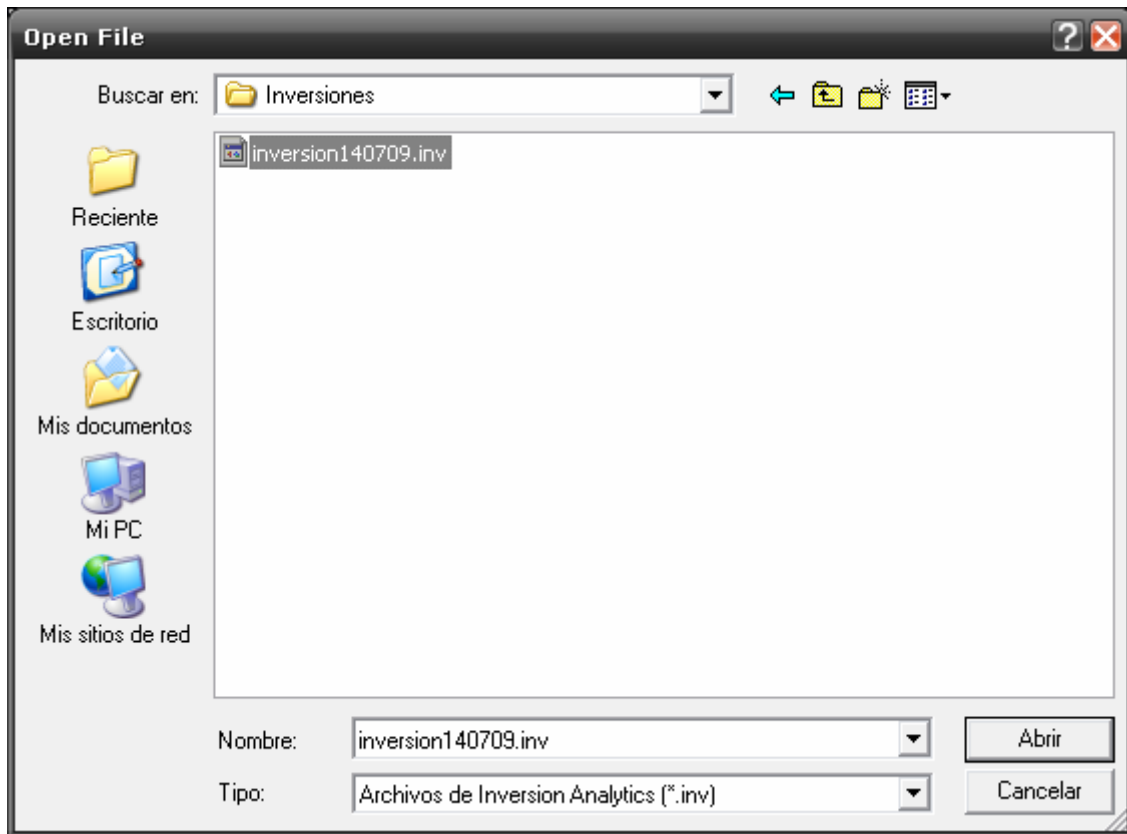 Open File
Buscar en: Inversiones
inversion140709.inv
Reciente
Escritorio
Mis documentos
Mi PC
Mis sitios de red
Nombre: inversion140709.inv Abrir
Tipo: Archivos de Inversion Analytics (*.inv) Cancelar